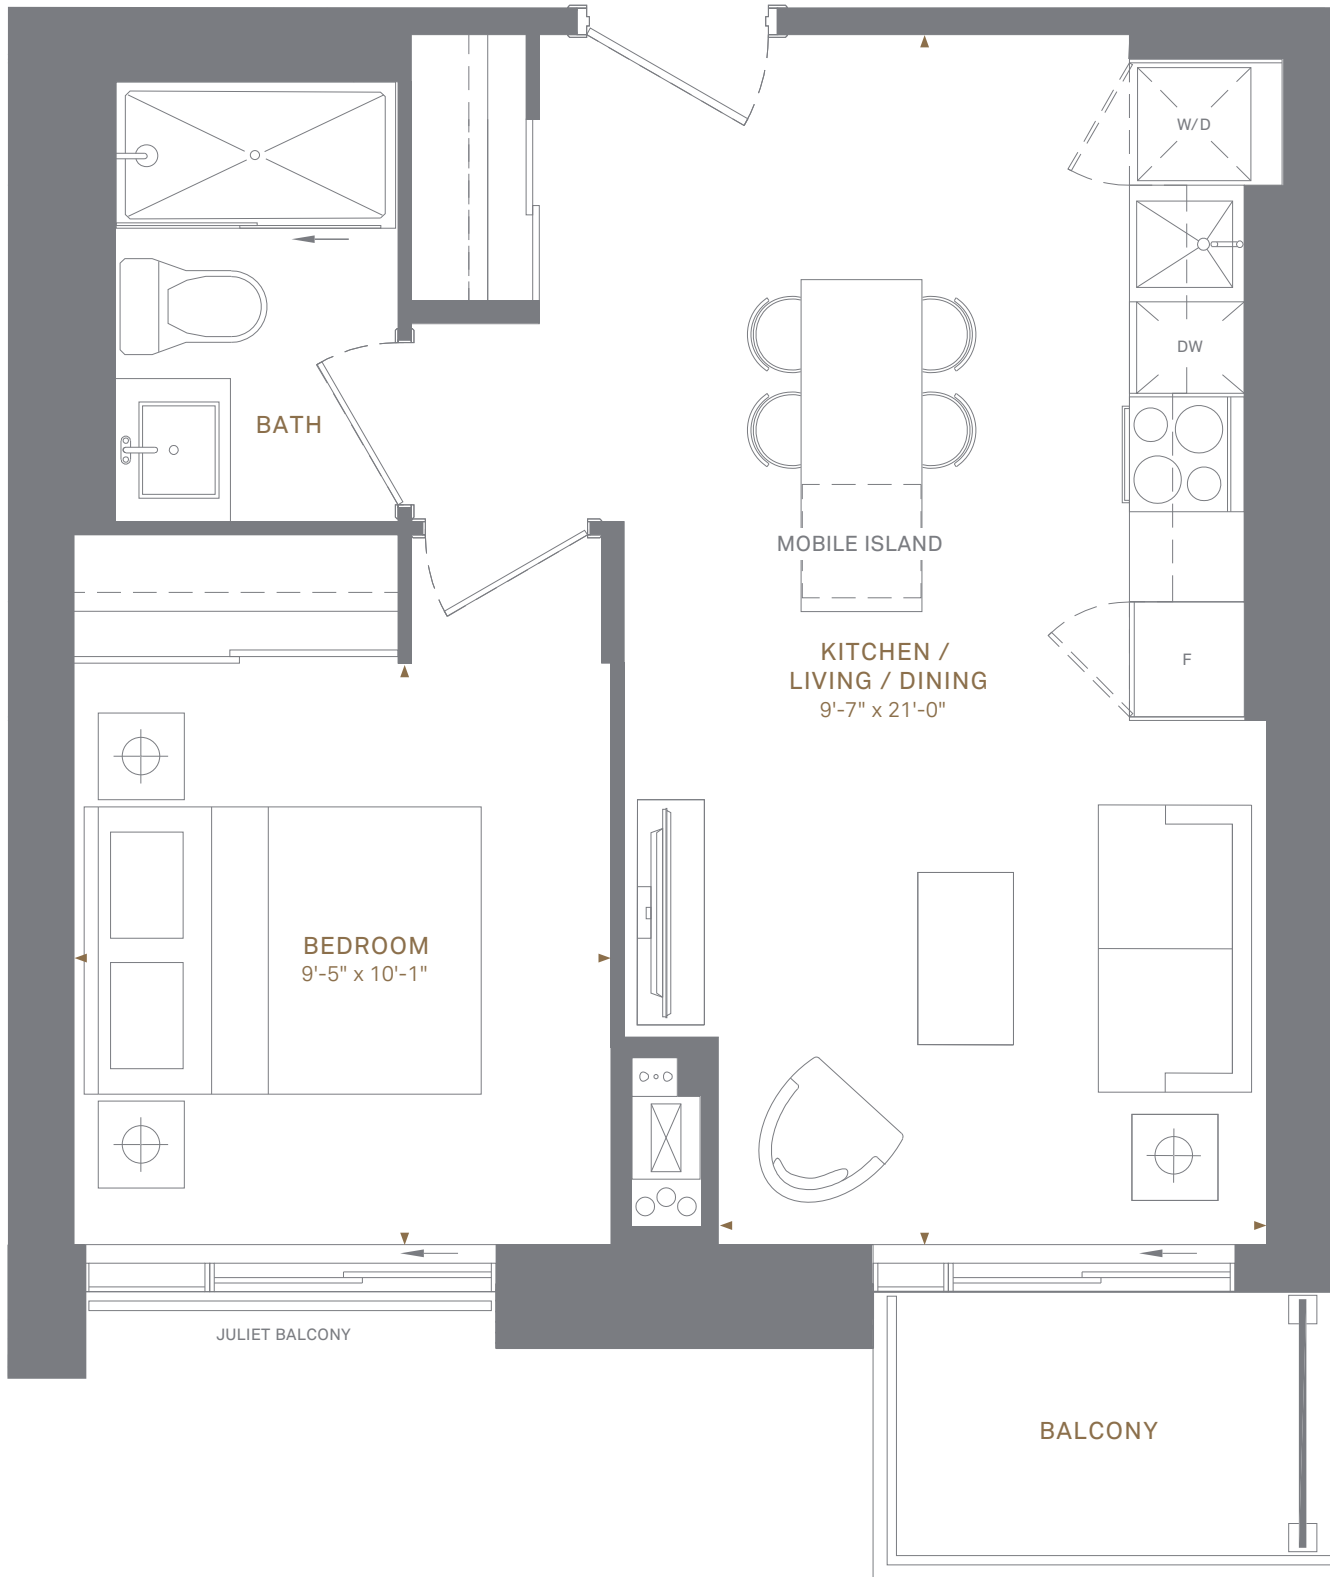 W/D
DW
BATH
MOBILE ISLAND
KITCHEN /
LIVING / DINING
9'-7" x 21'-0"
F
BEDROOM
9'-5" x 10'-1"
JULIET BALCONY
BALCONY